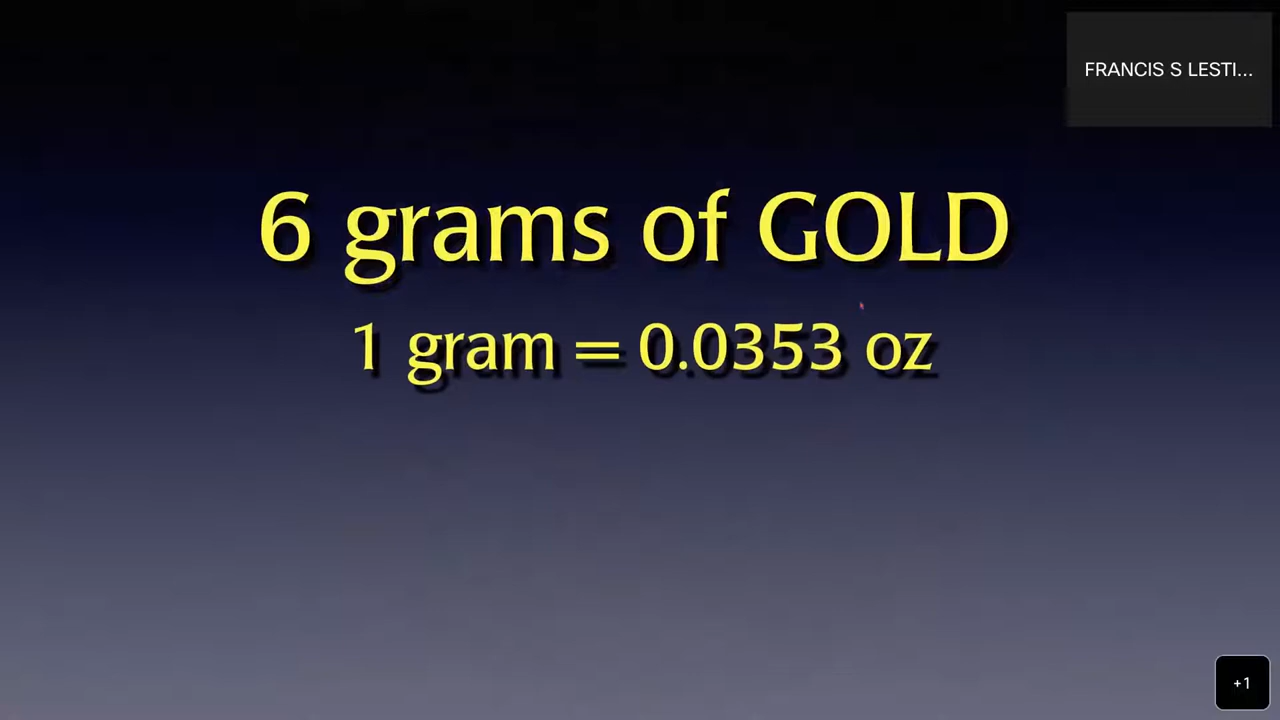 FRANCIS S LESTI...
6 grams of GOLD
1 gram = 0.0353 oz
+1